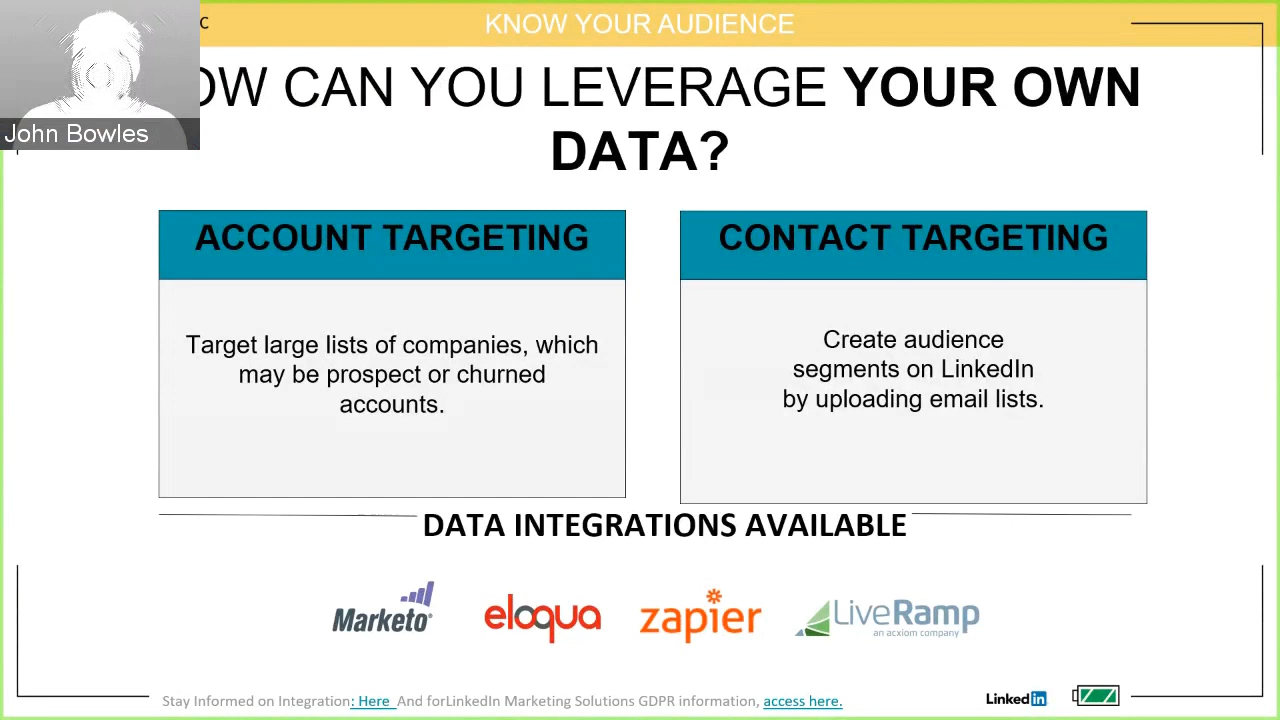 C
KNOW YOUR AUDIENCE
OW CAN YOU LEVERAGE YOUR OWN
DATA?
John Bowles
ACCOUNT TARGETING
Target large lists of companies, which
may be prospect or churned
accounts.
CONTACT TARGETING
Create audience
segments on LinkedIn
by uploading email lists.
DATA INTEGRATIONS AVAILABLE
Marketo
eloqua
zapier
LiveRamp
an acxiom company
Stay Informed on Integration: Here And forLinkedIn Marketing Solutions GDPR information, access here.
Linked in